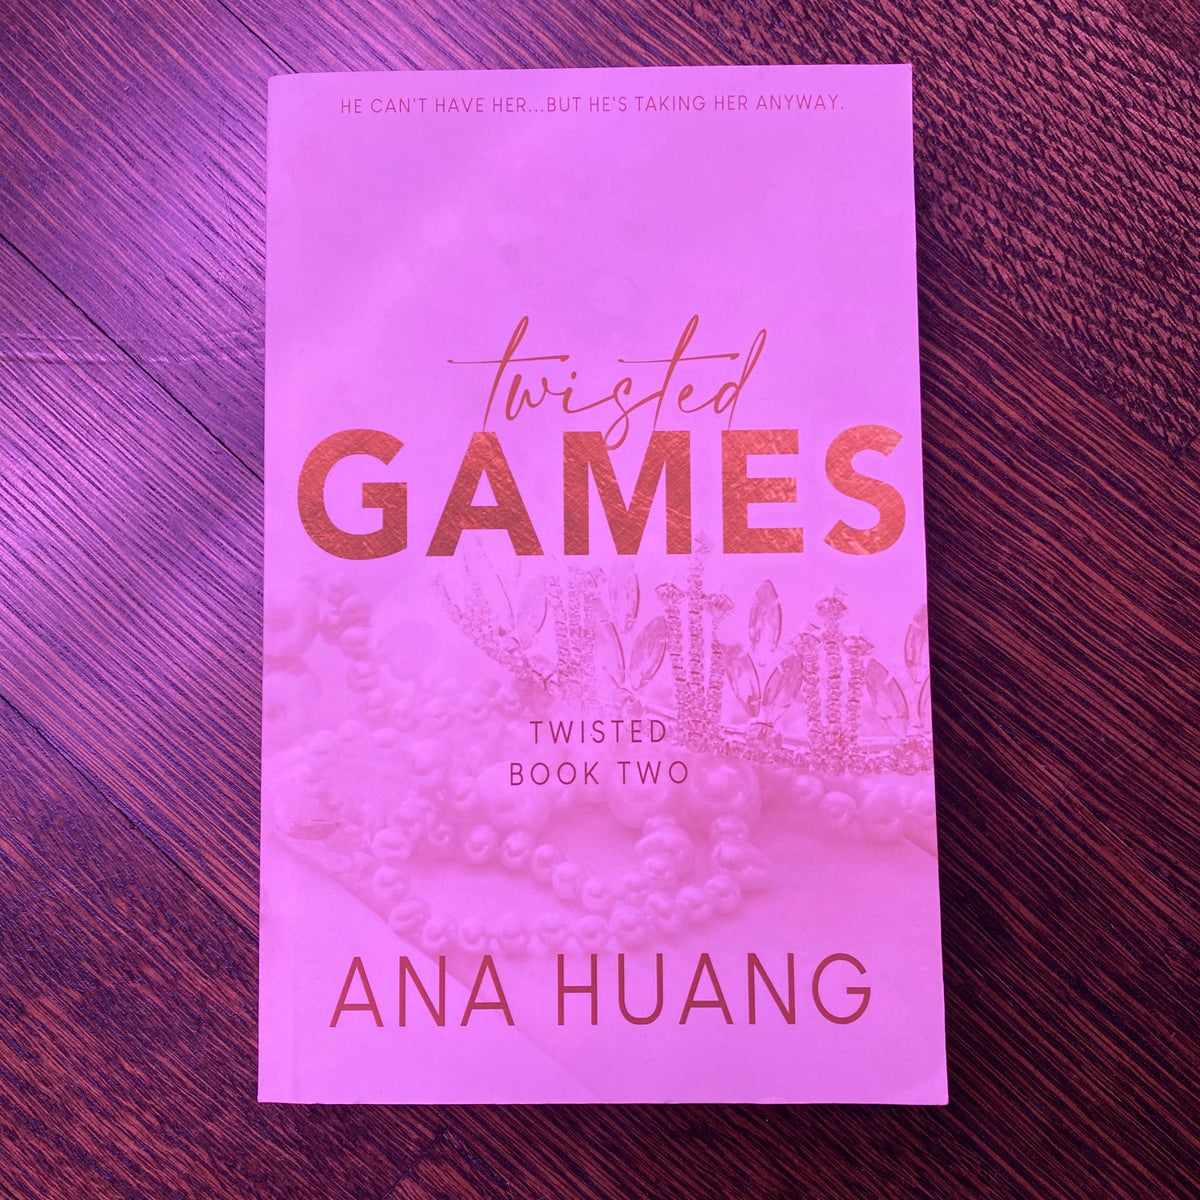 HE CAN'T HAVE HER...BUT HE'S TAKING HER ANYWAY.
twisted
GAMES
TWISTED
BOOK TWO
ANA HUANG